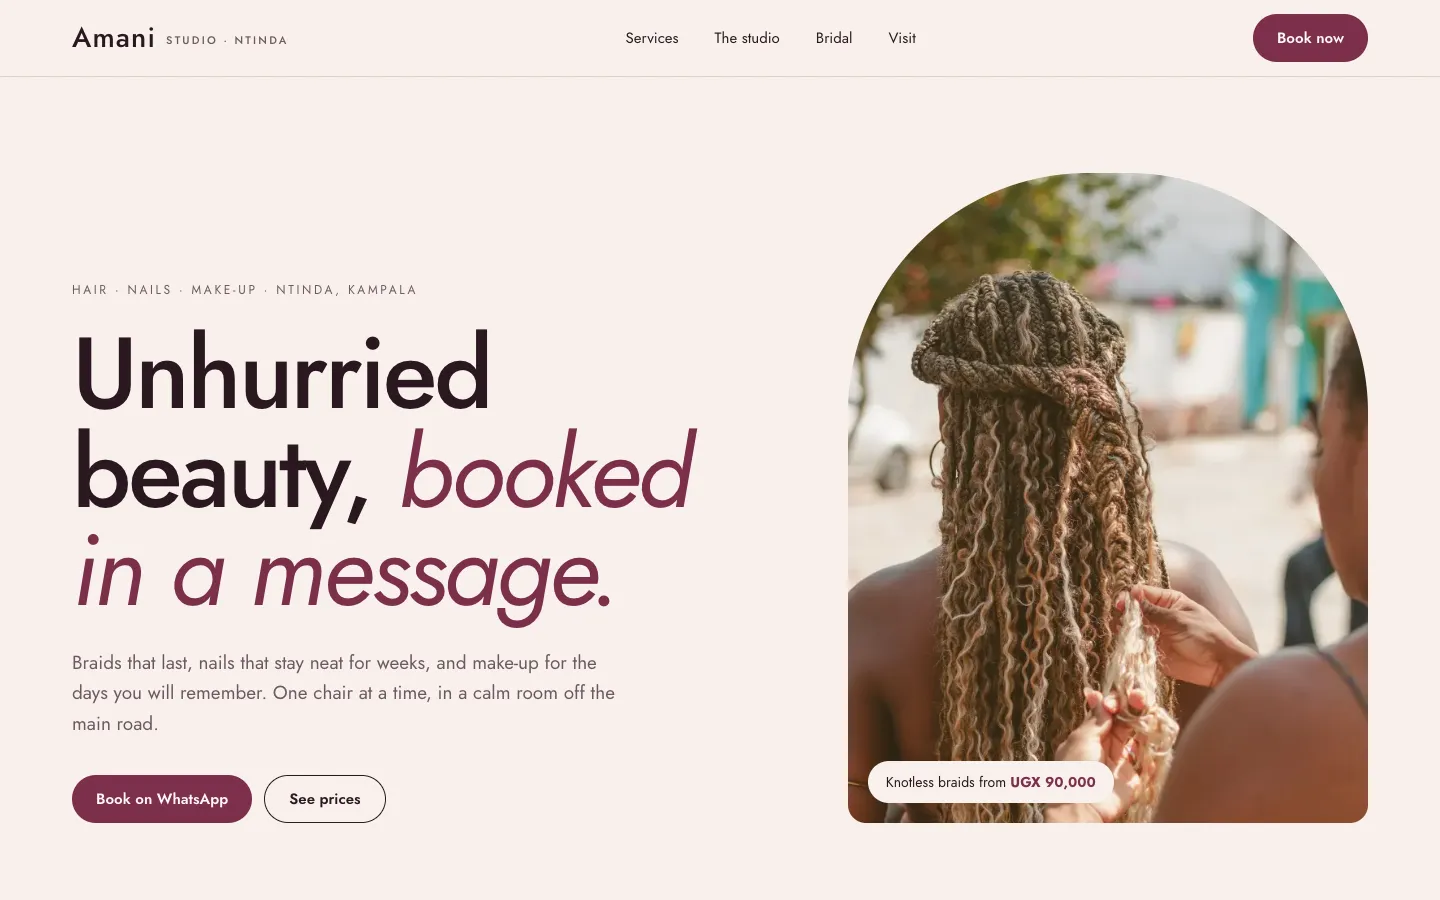 Amani STUDIO · NTINDA
Services
The studio
Bridal
Visit
Book now
HAIR · NAILS · MAKE-UP · NTINDA, KAMPALA
Unhurried
beauty, booked
in a message.
Braids that last, nails that stay neat for weeks, and make-up for the
days you will remember. One chair at a time, in a calm room off the
main road.
Book on WhatsApp
See prices
Knotless braids from UGX 90,000